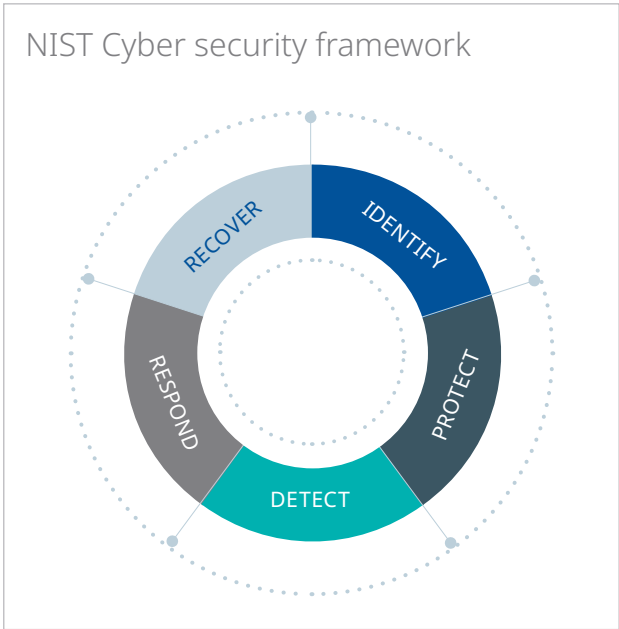 NIST Cyber security framework
IDENTIFY
PROTECT
DETECT
RESPOND
RECOVER